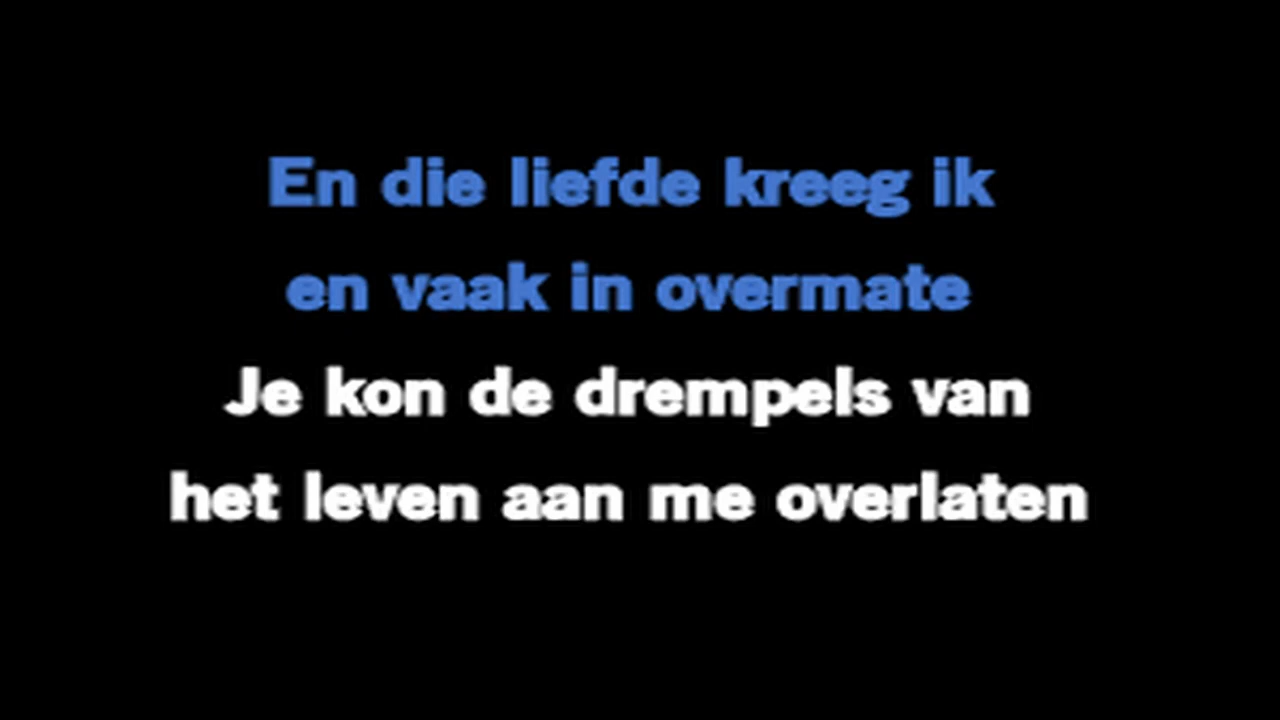 En die liefde kreeg ik
en vaak in overmate
Je kon de drempels van
het leven aan me overlaten